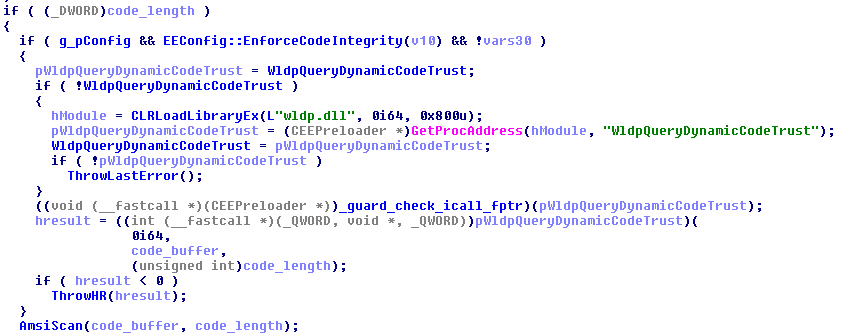 if ( (_DWORD)code_length )
{
if ( g_pConfig && EEConfig::EnforceCodeIntegrity(v10) && !vars30 )
{
pWldpQueryDynamicCodeTrust = WldpQueryDynamicCodeTrust;
if ( !WldpQueryDynamicCodeTrust )
{
hModule = CLRLoadLibraryEx(L"wldp.dll", 0i64, 0x800u);
pWldpQueryDynamicCodeTrust = (CEEPreloader *)GetProcAddress(hModule, "WldpQueryDynamicCodeTrust");
WldpQueryDynamicCodeTrust = pWldpQueryDynamicCodeTrust;
if ( !pWldpQueryDynamicCodeTrust )
ThrowLastError();
}
((void (__fastcall *)(CEEPreloader *))_guard_check_icall_fptr)(pWldpQueryDynamicCodeTrust);
hresult = ((int (__fastcall *)(_QWORD, void *, _QWORD))pWldpQueryDynamicCodeTrust)(
0i64,
code_buffer,
(unsigned int)code_length);
if ( hresult < 0 )
ThrowHR(hresult);
}
AmsiScan(code_buffer, code_length);